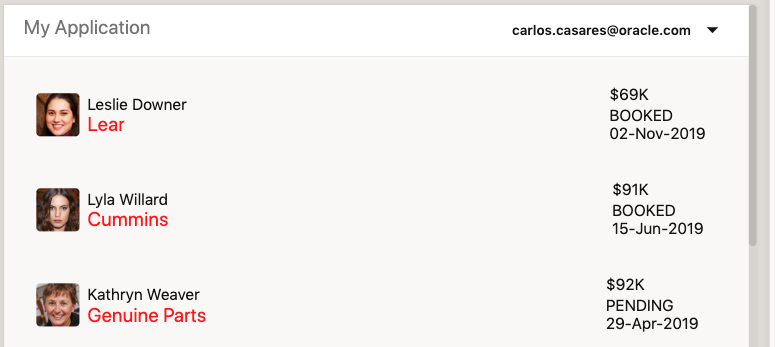 My Application
carlos.casares@oracle.com
Leslie Downer
Lear
$69K
BOOKED
02-Nov-2019
Lyla Willard
Cummins
$91K
BOOKED
15-Jun-2019
Kathryn Weaver
Genuine Parts
$92K
PENDING
29-Apr-2019